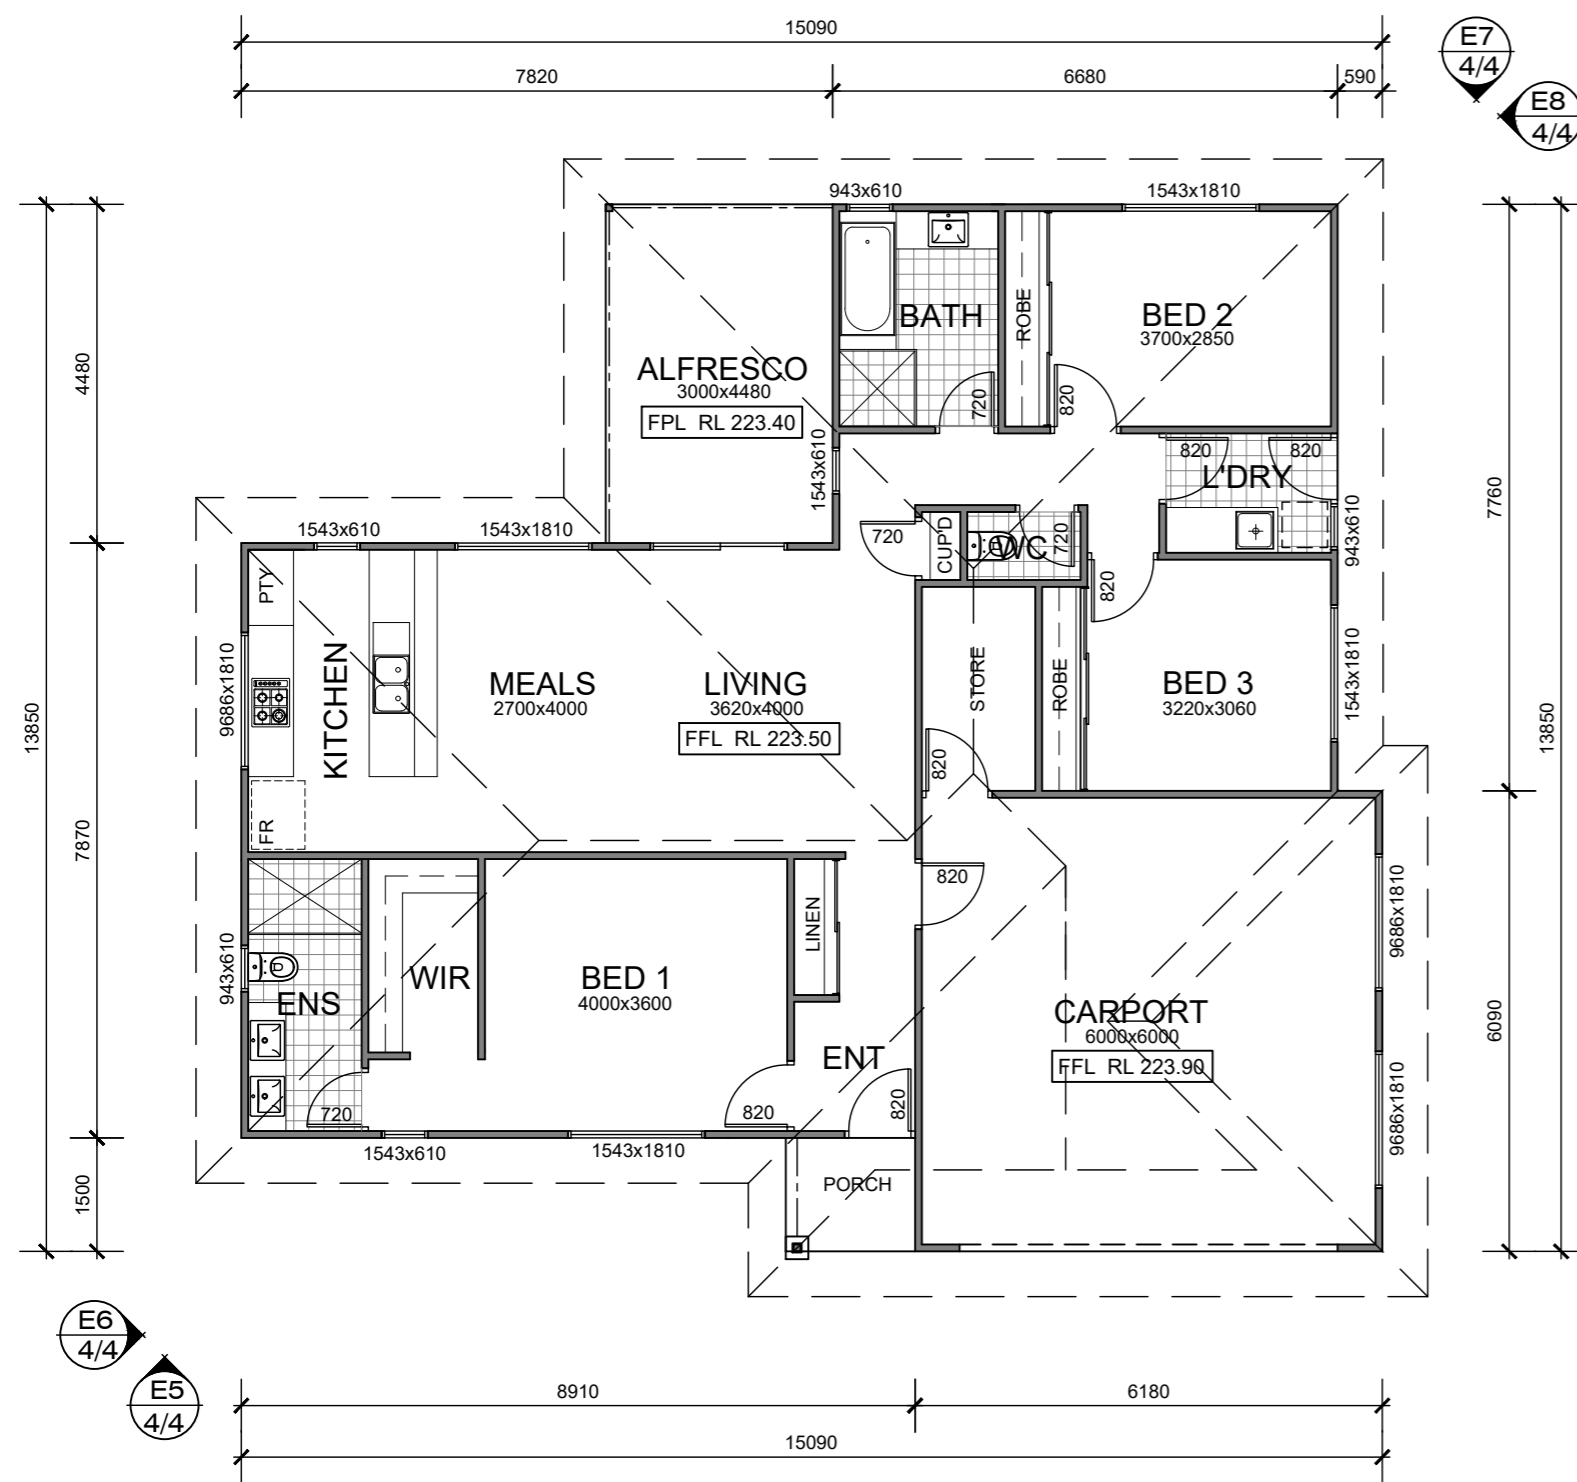 15090
7820
6680
590
E7
4/4
E8
4/4
943x610
1543x1810
13850
4480
7870
1500
BATH
ROBE
BED 2
3700x2850
ALFRESCO
3000x4480
FPL RL 223.40
1543x610
720
820
820
820
L'DRY
943x610
7760
13850
6090
1543x610
1543x1810
720
CUP'D
WC
720
820
PTY
KITCHEN
9686x1810
MEALS
2700x4000
LIVING
3620x4000
FFL RL 223.50
STORE
ROBE
BED 3
3220x3060
1543x1810
820
FR
820
LINEN
943x610
ENS
WIR
BED 1
4000x3600
ENT
CARPORT
6000x6000
FFL RL 223.90
9686x1810
9686x1810
720
820
820
1543x610
1543x1810
PORCH
E6
4/4
E5
4/4
8910
6180
15090